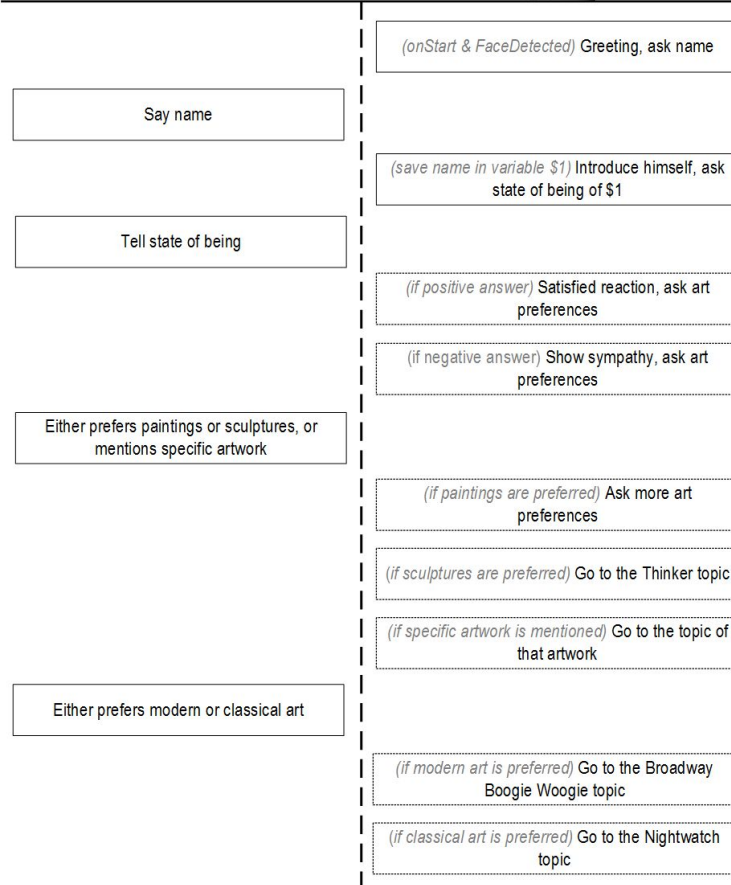 (onStart & FaceDetected) Greeting, ask name
Say name
(save name in variable $1) Introduce himself, ask
state of being of $1
Tell state of being
(if positive answer) Satisfied reaction, ask art
preferences
(if negative answer) Show sympathy, ask art
preferences
Either prefers paintings or sculptures, or
mentions specific artwork
(if paintings are preferred) Ask more art
preferences
(if sculptures are preferred) Go to the Thinker topic
(if specific artwork is mentioned) Go to the topic of
that artwork
Either prefers modern or classical art
(if modern art is preferred) Go to the Broadway
Boogie Woogie topic
(if classical art is preferred) Go to the Nightwatch
topic